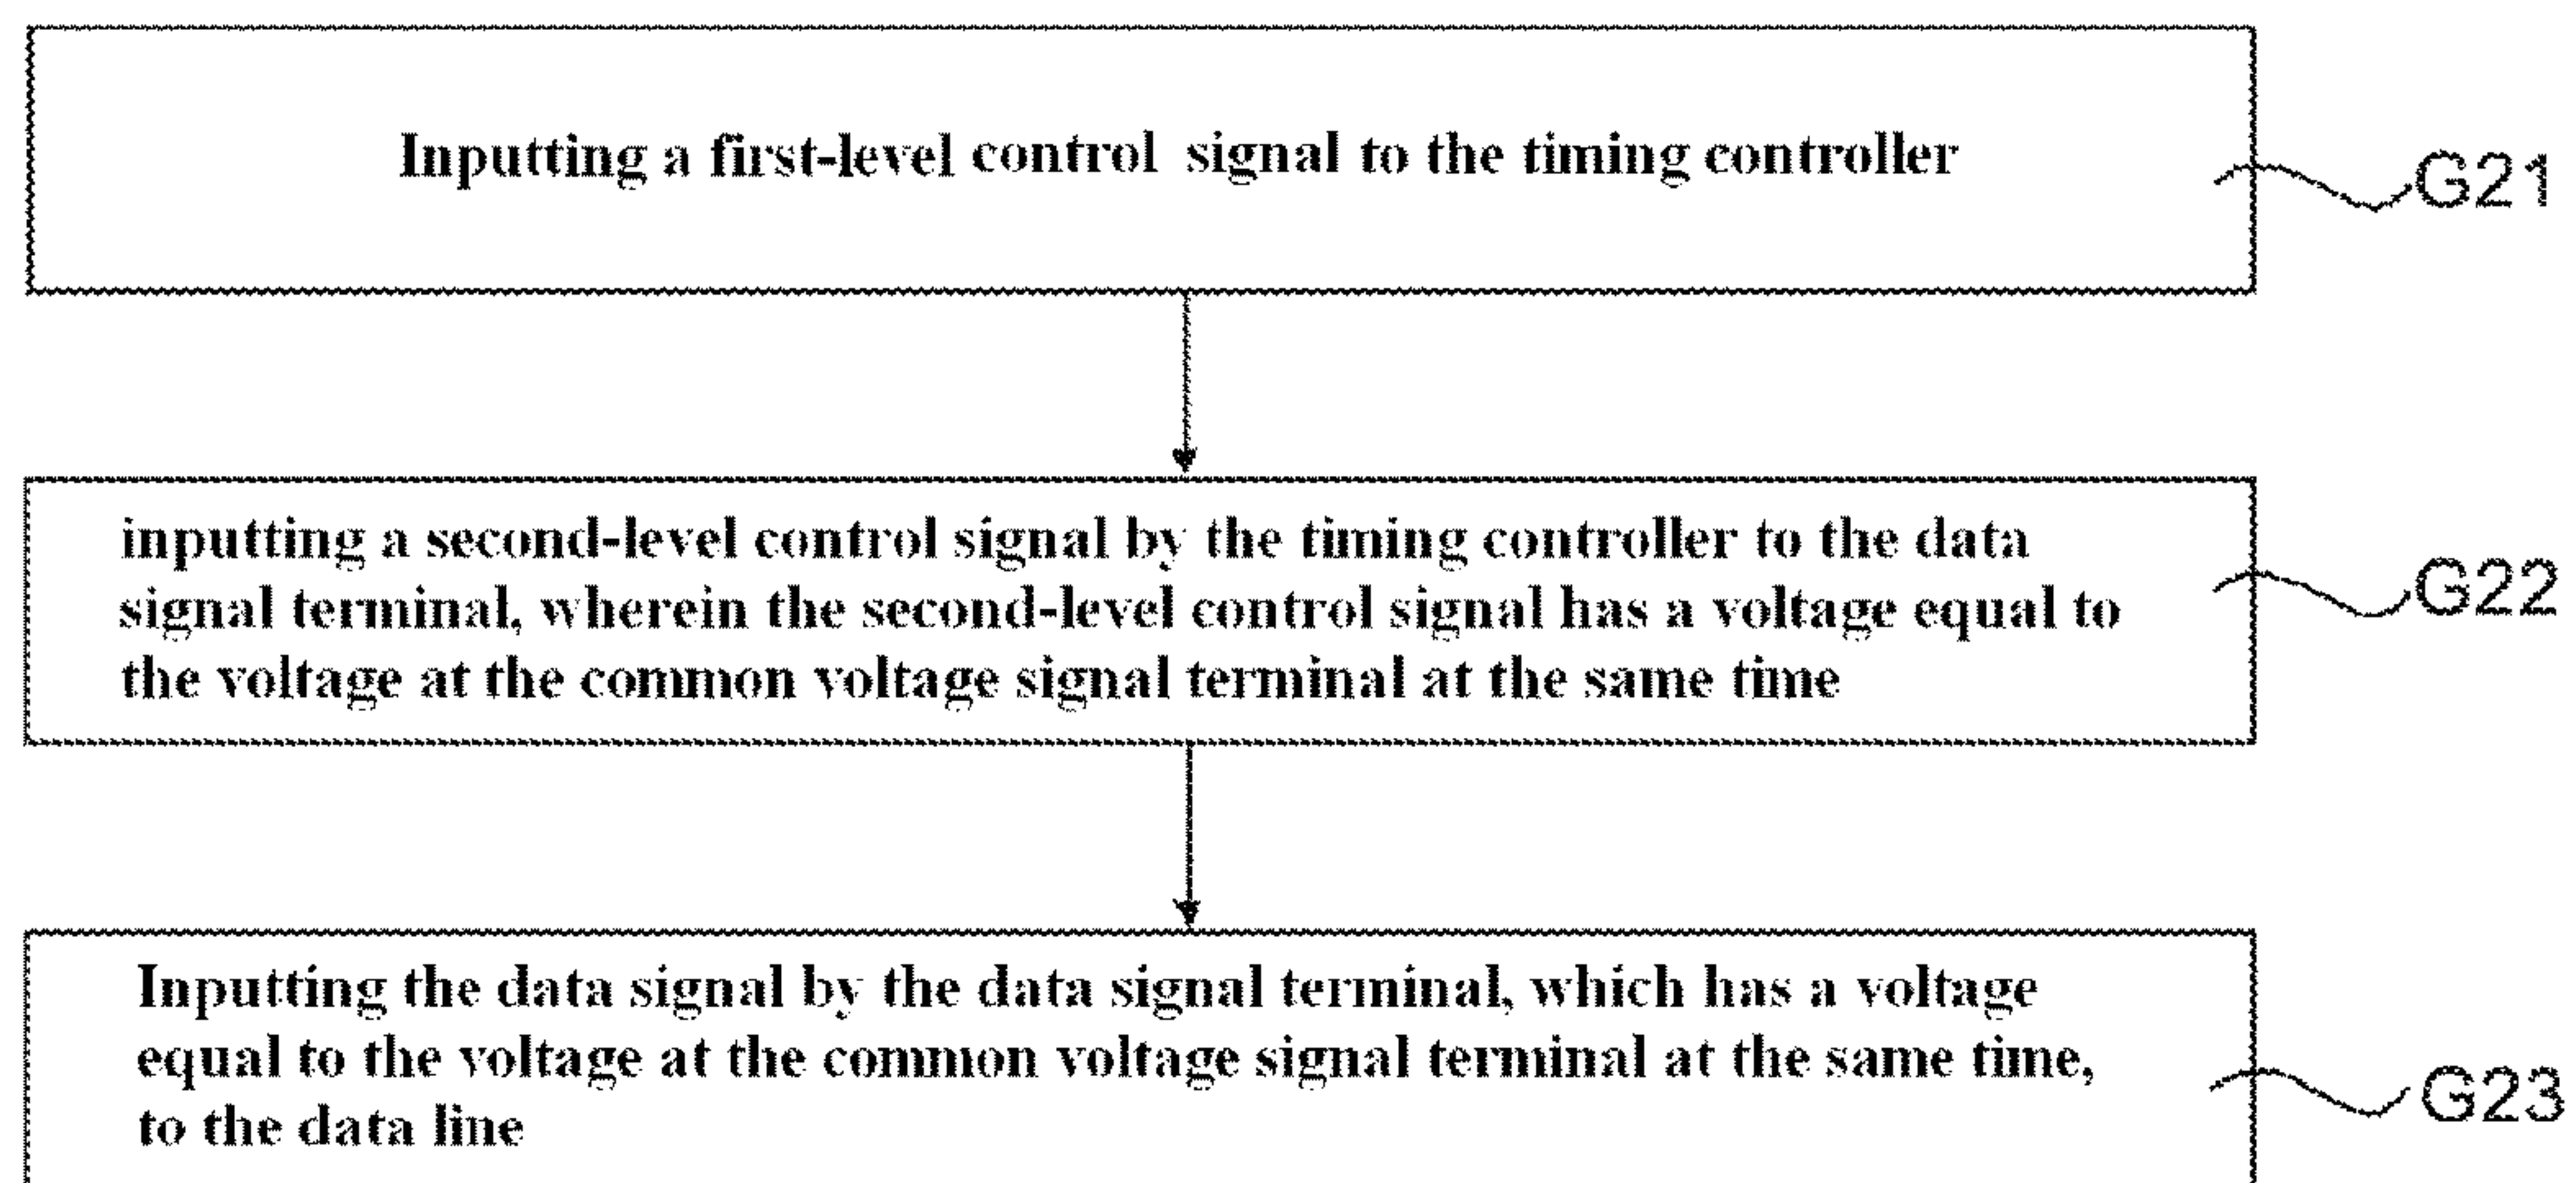 Inputting a first-level control signal to the timing controller
G21
inputting a second-level control signal by the timing controller to the data
signal terminal, wherein the second-level control signal has a voltage equal to
the voltage at the common voltage signal terminal at the same time
G22
Inputting the data signal by the data signal terminal, which has a voltage
equal to the voltage at the common voltage signal terminal at the same time,
to the data line
G23